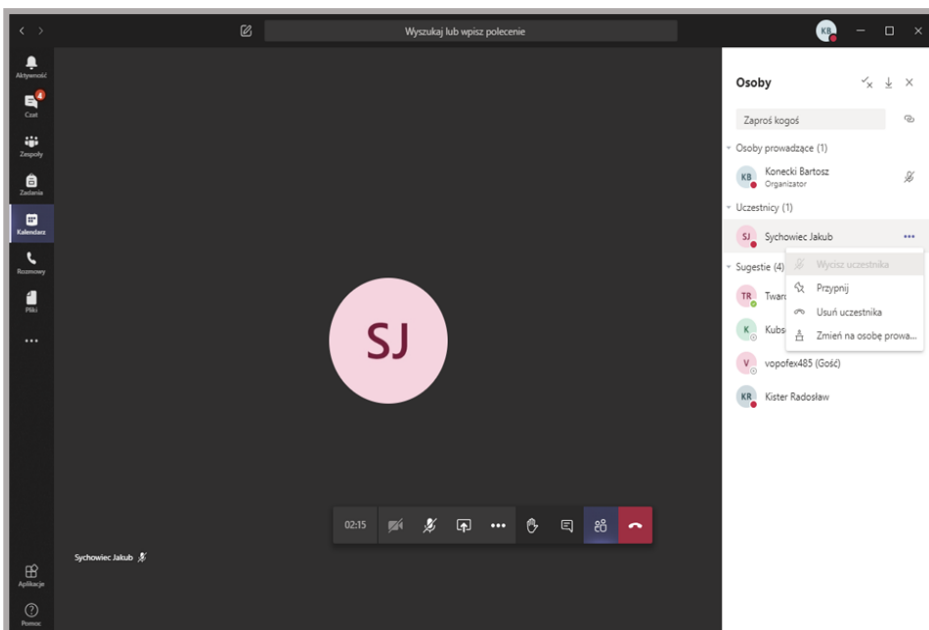 Wyszukaj lub wpisz polecenie
KB
Aktywność
4
Czat
Zespoły
Zadania
Kalendarz
Rozmowy
Pliki
Aplikacje
Pomoc
SJ
02:15
Sychowiec Jakub
Osoby
Zaproś kogoś
Osoby prowadzące (1)
KB Konecki Bartosz
Organizator
Uczestnicy (1)
SJ Sychowiec Jakub
Sugestie (4)
Wycisz uczestnika
Przypnij
Usuń uczestnika
Zmień na osobę prowa...
TR
K Kubs
V vopofex485 (Gość)
KR Kister Radosław